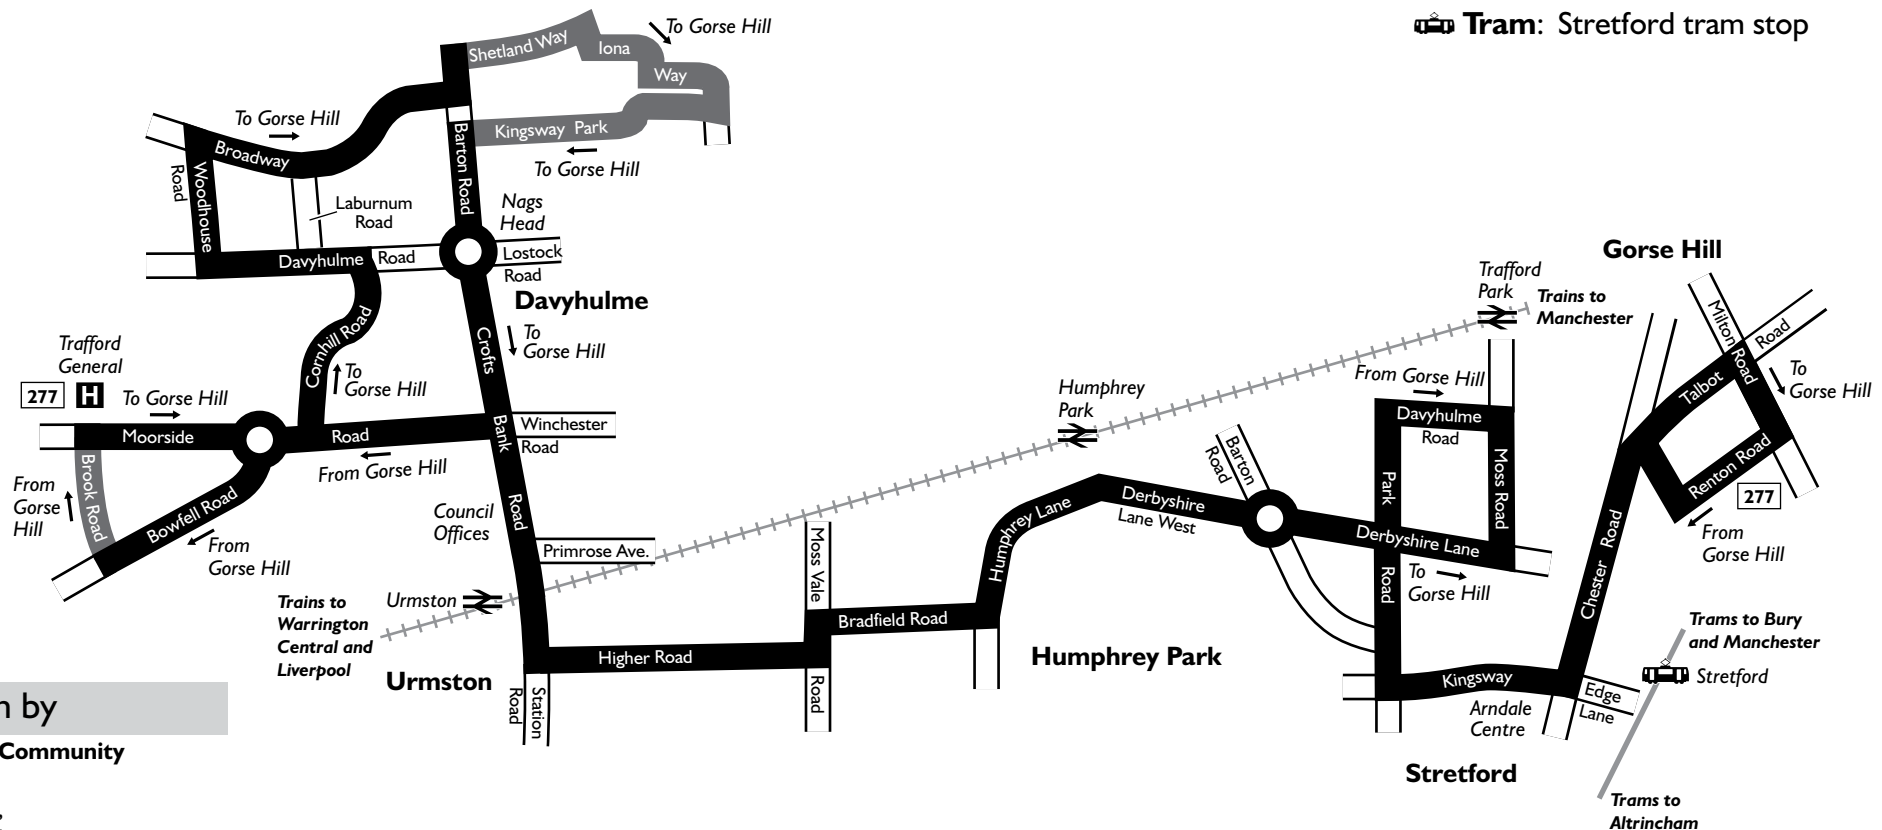 Tram: Stretford tram stop
To Gorse Hill
Shetland Way
Iona
Way
Kingsway Park
To Gorse Hill
To Gorse Hill
Broadway
Woodhouse
Road
Barton Road
Laburnum
Road
Nags
Head
Davyhulme Road
Lostock
Road
Davyhulme
Cornhill Road
Crofts
Bank
Road
To
Gorse Hill
To
Gorse Hill
Trafford
General
277
H
To Gorse Hill
Moorside
Road
From Gorse Hill
Winchester
Road
Brook Road
From
Gorse
Hill
Bowfell Road
From
Gorse Hill
Council
Offices
Primrose Ave.
Urmston
Trains to
Warrington
Central and
Liverpool
Urmston
Higher Road
Station
Road
Moss Vale
Road
Bradfield Road
Humphrey Lane
Humphrey Park
Humphrey
Park
Derbyshire
Lane West
Barton
Road
Trafford
Park
Trains to
Manchester
From Gorse Hill
Davyhulme
Road
Park
Road
Moss Road
Derbyshire Lane
To
Gorse Hill
Kingsway
Arndale
Centre
Edge
Lane
Stretford
Chester Road
Gorse Hill
Milton
Road
Talbot
Road
To
Gorse Hill
Renton Road
277
From
Gorse Hill
Trams to Bury
and Manchester
Stretford
Trams to
Altrincham
by
Community